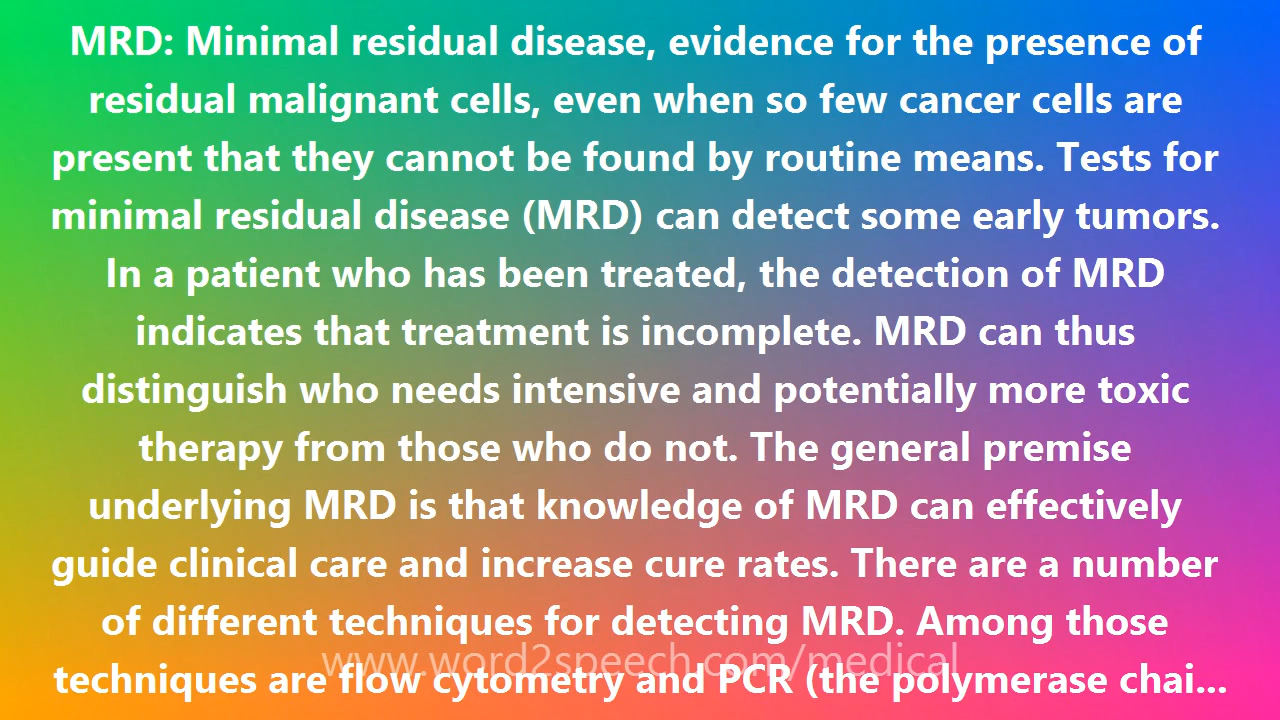 MRD: Minimal residual disease, evidence for the presence of
residual malignant cells, even when so few cancer cells are
present that they cannot be found by routine means. Tests for
minimal residual disease (MRD) can detect some early tumors.
In a patient who has been treated, the detection of MRD
indicates that treatment is incomplete. MRD can thus
distinguish who needs intensive and potentially more toxic
therapy from those who do not. The general premise
underlying MRD is that knowledge of MRD can effectively
guide clinical care and increase cure rates. There are a number
of different techniques for detecting MRD. Among those
www.word2speech.com/medical
techniques are flow cytometry and PCR (the polymerase chai...